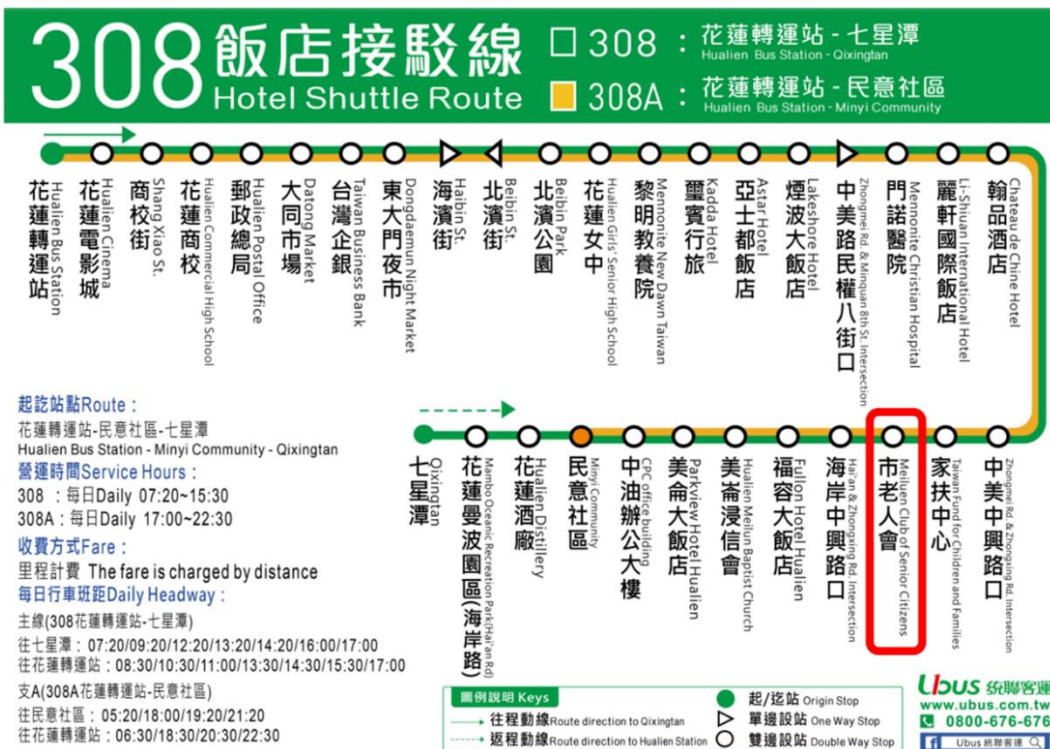 308 飯店接駁線
Hotel Shuttle Route
308 : 花蓮轉運站 - 七星潭
Hualien Bus Station - Qixingtan
308A : 花蓮轉運站 - 民意社區
Hualien Bus Station - Minyi Community
花蓮轉運站
Hualien Bus Station
花蓮電影城
Hualien Cinema
商校街
Shang Xiao St.
花蓮商校
Hualien Commercial High School
郵政總局
Hualien Postal Office
大同市場
Datong Market
台灣企銀
Taiwan Business Bank
東大門夜市
Dongdaemun Night Market
海濱街
Haibin St.
北濱街
Beibin St.
北濱公園
Beibin Park
花蓮女中
Hualien Girls' Senior High School
黎明教養院
Mennonite New Dawn Taiwan
璽賓行旅
Kadda Hotel
亞士都飯店
Astar Hotel
煙波大飯店
Lakeshore Hotel
中美路民權八街口
Zhongmei Rd. & Minquan 8th St. Intersection
門諾醫院
Mennonite Christian Hospital
麗軒國際飯店
Li-Shiuan International Hotel
翰品酒店
Chateau de Chine Hotel
七星潭
Qixingtan
花蓮曼波園區(海岸路)
Mambo Oceanic Recreation Park(Hai'an Rd)
花蓮酒廠
Hualien Distillery
民意社區
Minyi Community
中油辦公大樓
CPC office building
美侖大飯店
Parkview Hotel Hualien
美崙浸信會
Hualien Meilun Baptist Church
福容大飯店
Fullon Hotel Hualien
海岸中興路口
Hai'an & Zhongxing Rd. Intersection
市老人會
Meiluen Club of Senior Citizens
家扶中心
Taiwan Fund for Children and Families
中美中興路口
Zhongmei Rd. & Zhongxing Rd. Intersection
起訖站點Route :
花蓮轉運站-民意社區-七星潭
Hualien Bus Station - Minyi Community - Qixingtan
營運時間Service Hours :
308 : 每日Daily 07:20~15:30
308A : 每日Daily 17:00~22:30
收費方式Fare :
里程計費 The fare is charged by distance
每日行車班距Daily Headway :
主線(308花蓮轉運站-七星潭)
往七星潭 : 07:20/09:20/12:20/13:20/14:20/16:00/17:00
往花蓮轉運站 : 08:30/10:30/11:00/13:30/14:30/15:30/17:00
支A(308A花蓮轉運站-民意社區)
往民意社區 : 05:20/18:00/19:20/21:20
往花蓮轉運站 : 06:30/18:30/20:30/22:30
圖例說明 Keys
往程動線Route direction to Qixingtan
返程動線Route direction to Hualien Station
起/迄站 Origin Stop
單邊設站 One Way Stop
雙邊設站 Double Way Stop
Ubus 統聯客運
www.ubus.com.tw
0800-676-676
Ubus 統聯客運